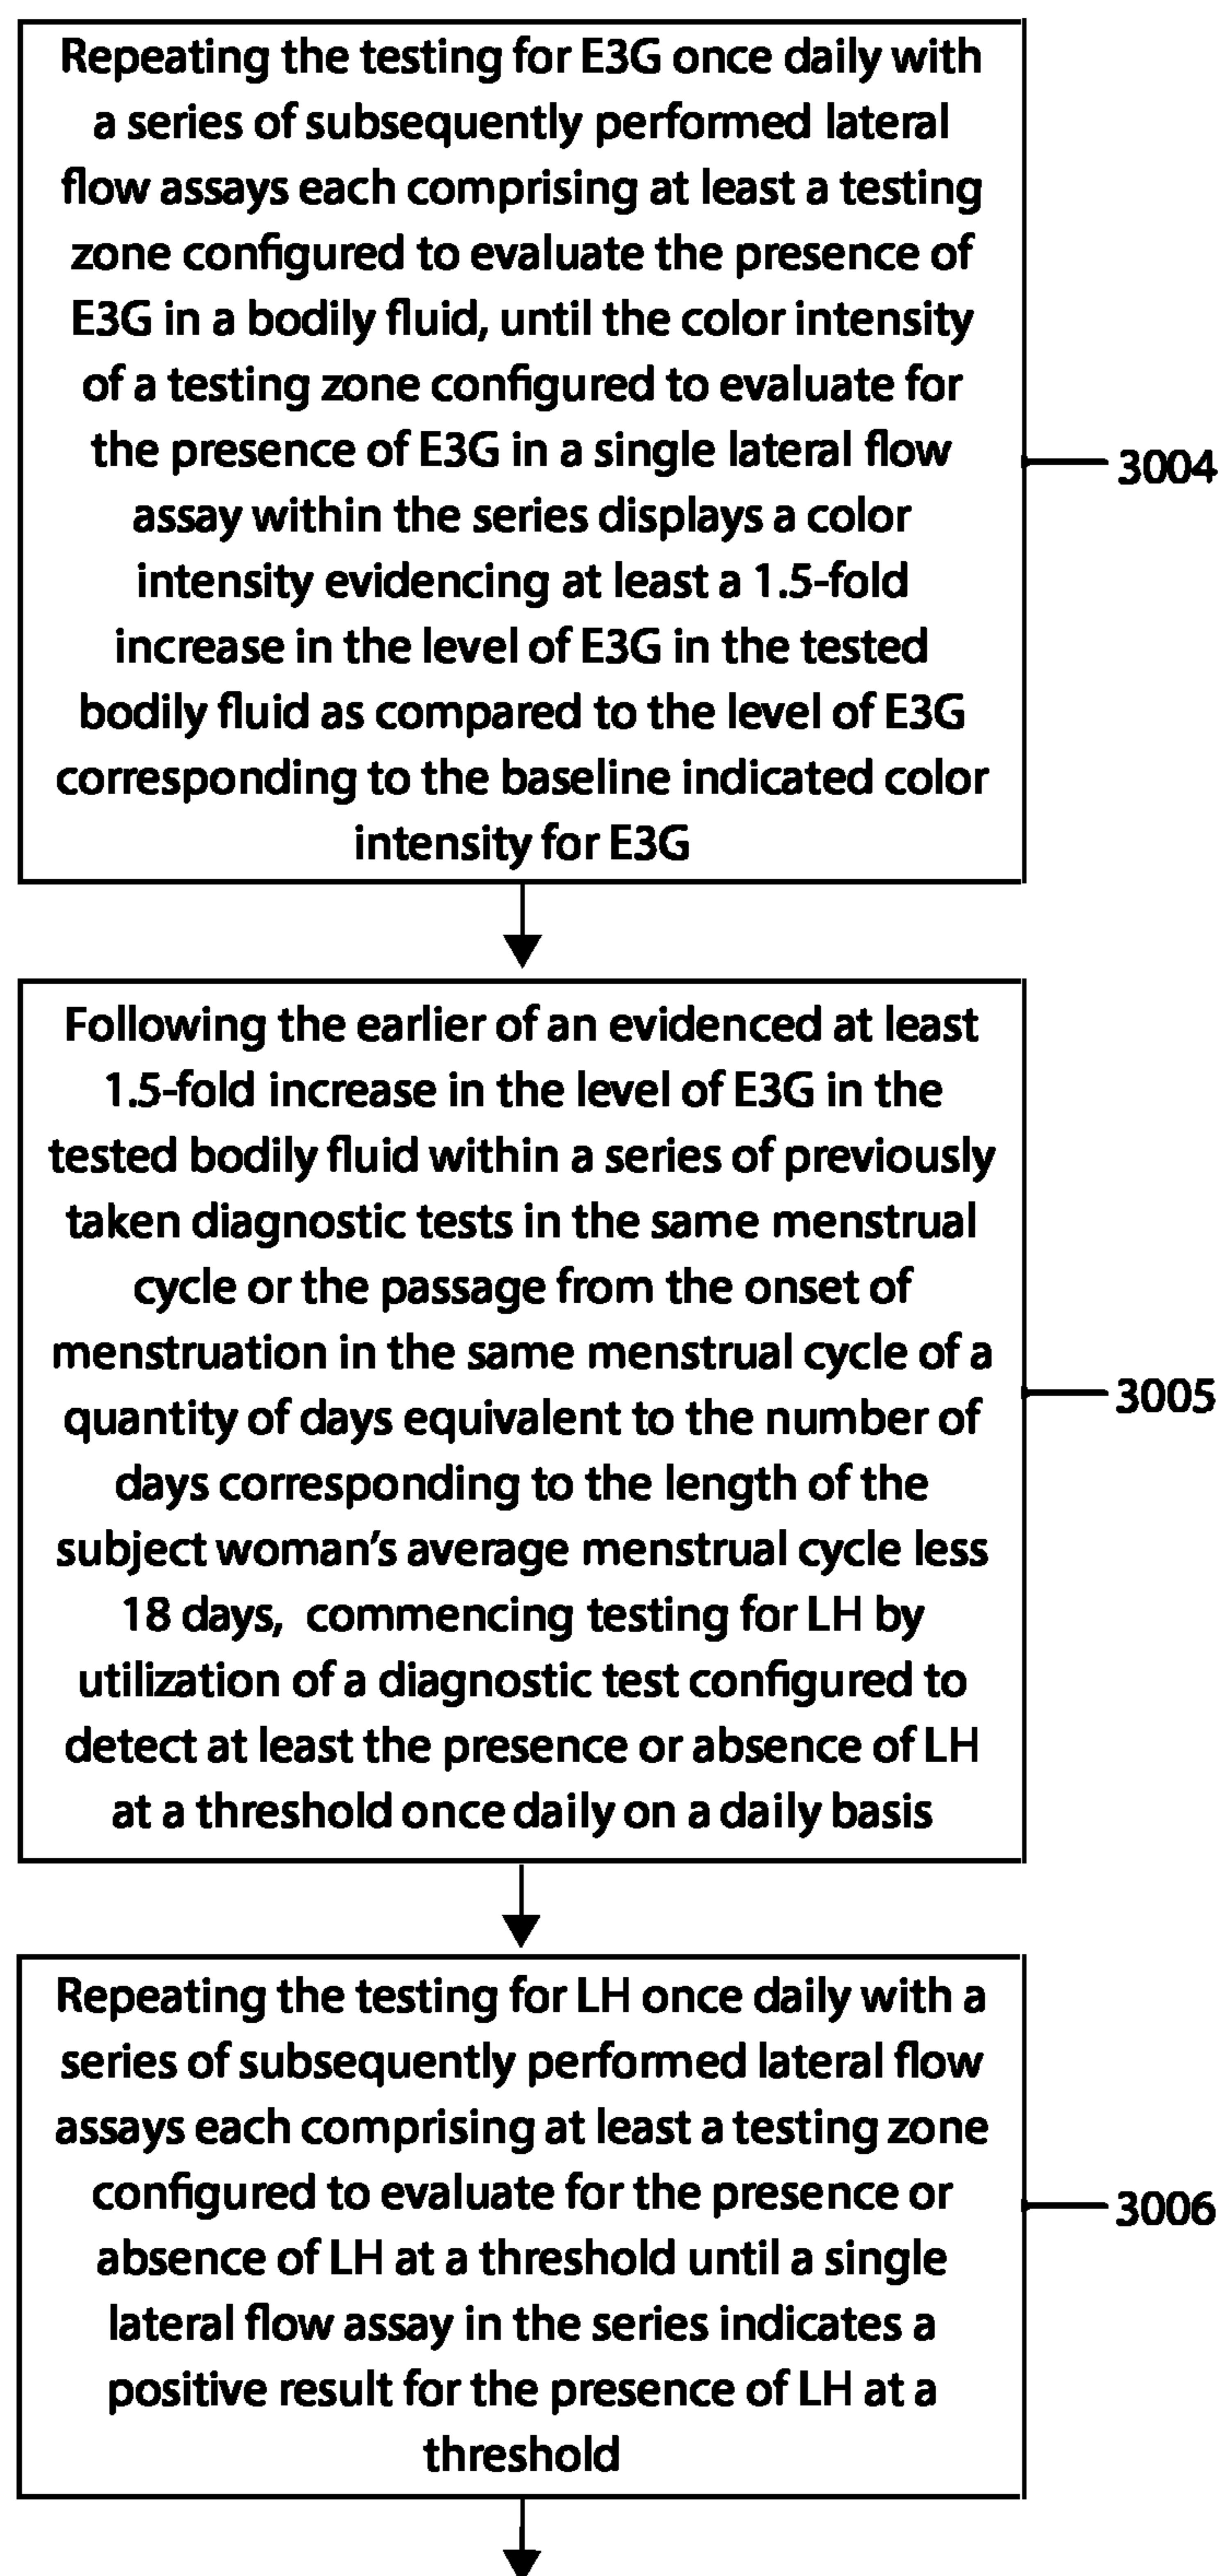 Repeating the testing for E3G once daily with
a series of subsequently performed lateral
flow assays each comprising at least a testing
zone configured to evaluate the presence of
E3G in a bodily fluid, until the color intensity
of a testing zone configured to evaluate for
the presence of E3G in a single lateral flow
assay within the series displays a color
intensity evidencing at least a 1.5-fold
increase in the level of E3G in the tested
bodily fluid as compared to the level of E3G
corresponding to the baseline indicated color
intensity for E3G
3004
Following the earlier of an evidenced at least
1.5-fold increase in the level of E3G in the
tested bodily fluid within a series of previously
taken diagnostic tests in the same menstrual
cycle or the passage from the onset of
menstruation in the same menstrual cycle of a
quantity of days equivalent to the number of
days corresponding to the length of the
subject woman's average menstrual cycle less
18 days, commencing testing for LH by
utilization of a diagnostic test configured to
detect at least the presence or absence of LH
at a threshold once daily on a daily basis
3005
Repeating the testing for LH once daily with a
series of subsequently performed lateral flow
assays each comprising at least a testing zone
configured to evaluate for the presence or
absence of LH at a threshold until a single
lateral flow assay in the series indicates a
positive result for the presence of LH at a
threshold
3006